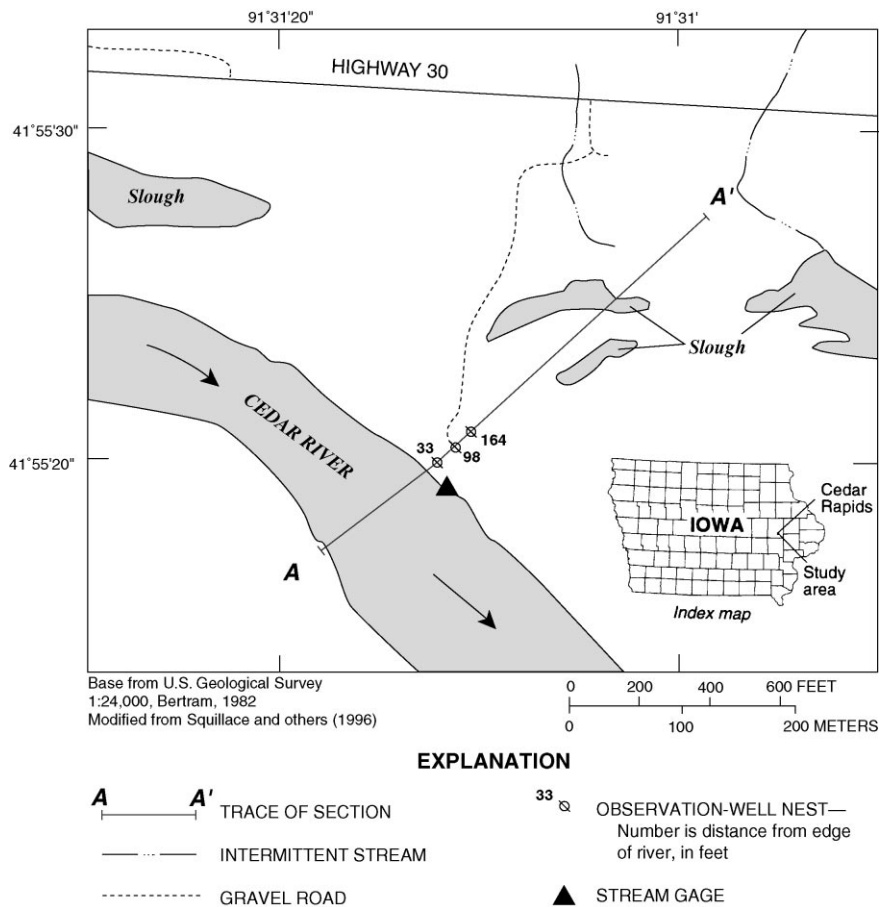 91°31'20"
91°31'
HIGHWAY 30
41°55'30"
Slough
A'
Slough
CEDAR RIVER
33
164
98
41°55'20"
A
Cedar
Rapids
IOWA
Study
area
Index map
Base from U.S. Geological Survey
1:24,000, Bertram, 1982
Modified from Squillace and others (1996)
0 200 400 600 FEET
0 100 200 METERS
EXPLANATION
A A' TRACE OF SECTION
INTERMITTENT STREAM
GRAVEL ROAD
33 OBSERVATION-WELL NEST—
Number is distance from edge
of river, in feet
STREAM GAGE